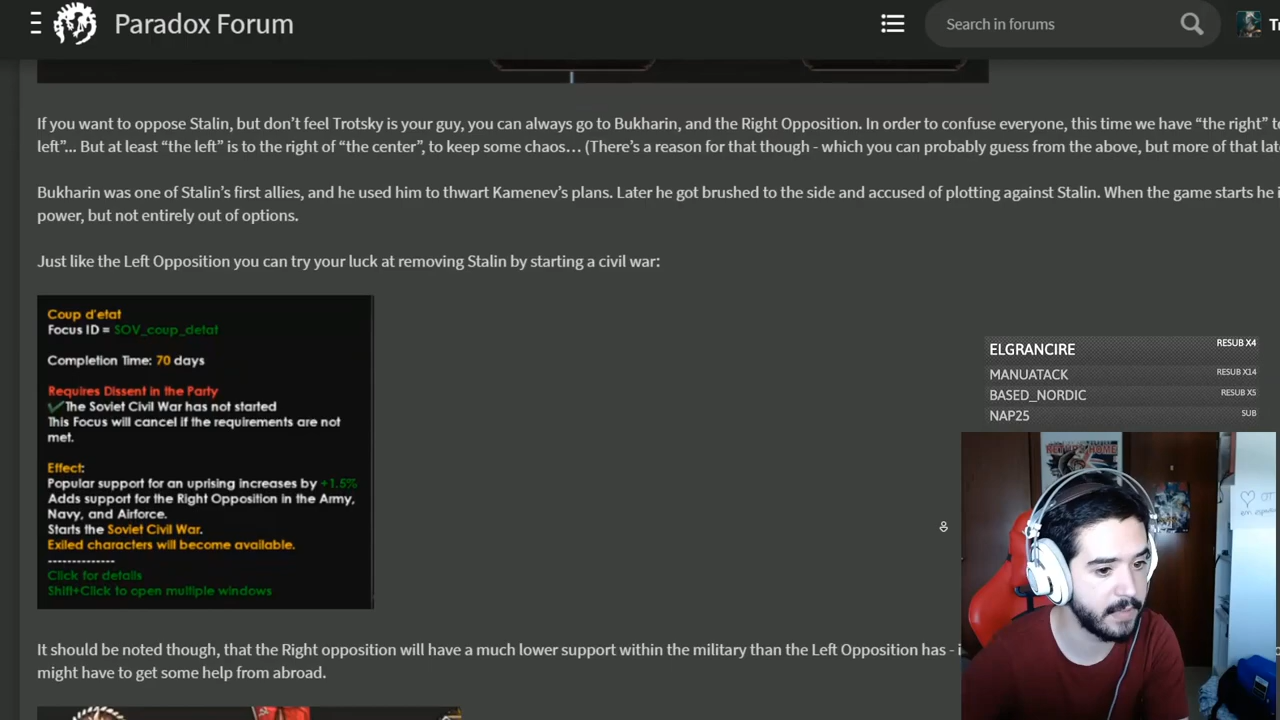 Paradox Forum
Search in forums
If you want to oppose Stalin, but don't feel Trotsky is your guy, you can always go to Bukharin, and the Right Opposition. In order to confuse everyone, this time we have “the right” to
left”... But at least “the left” is to the right of “the center”, to keep some chaos… (There's a reason for that though - which you can probably guess from the above, but more of that
Bukharin was one of Stalin's first allies, and he used him to thwart Kamenev's plans. Later he got brushed to the side and accused of plotting against Stalin. When the game starts he
power, but not entirely out of options.
Just like the Left Opposition you can try your luck at removing Stalin by starting a civil war:
Coup d'etat
Focus ID = SOV_coup_detat
Completion Time: 70 days
Requires Dissent in the Party
The Soviet Civil War has not started
This Focus will cancel if the requirements are not
met.
Effect:
Popular support for an uprising increases by +1.5%
Adds support for the Right Opposition in the Army,
Navy, and Airforce.
Starts the Soviet Civil War.
Exiled characters will become available.
--------------
Click for details
Shift+Click to open multiple windows
ELGRANCIRE RESUB X4
MANUATACK RESUB X14
BASED_NORDIC RESUB X5
NAP25 SUB
It should be noted though, that the Right opposition will have a much lower support within the military than the Left Opposition has -
might have to get some help from abroad.